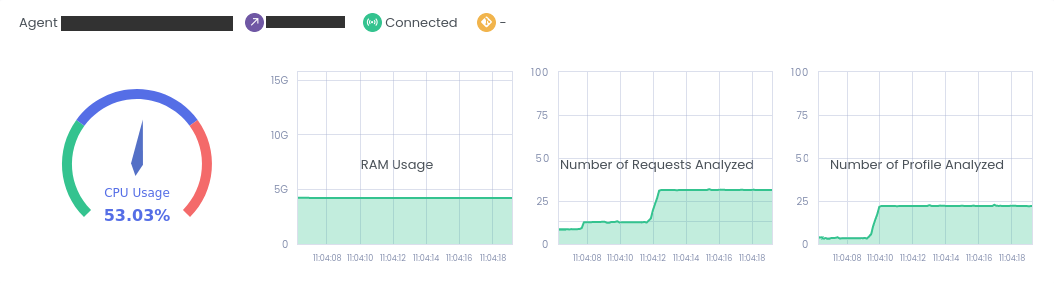 Agent Connected –
CPU Usage
53.03%
15G
10G
5G
0
RAM Usage
11:04:08 11:04:10 11:04:12 11:04:14 11:04:16 11:04:18
100
75
50
25
0
Number of Requests Analyzed
11:04:08 11:04:10 11:04:12 11:04:14 11:04:16 11:04:18
100
75
50
25
0
Number of Profile Analyzed
11:04:08 11:04:10 11:04:12 11:04:14 11:04:16 11:04:18